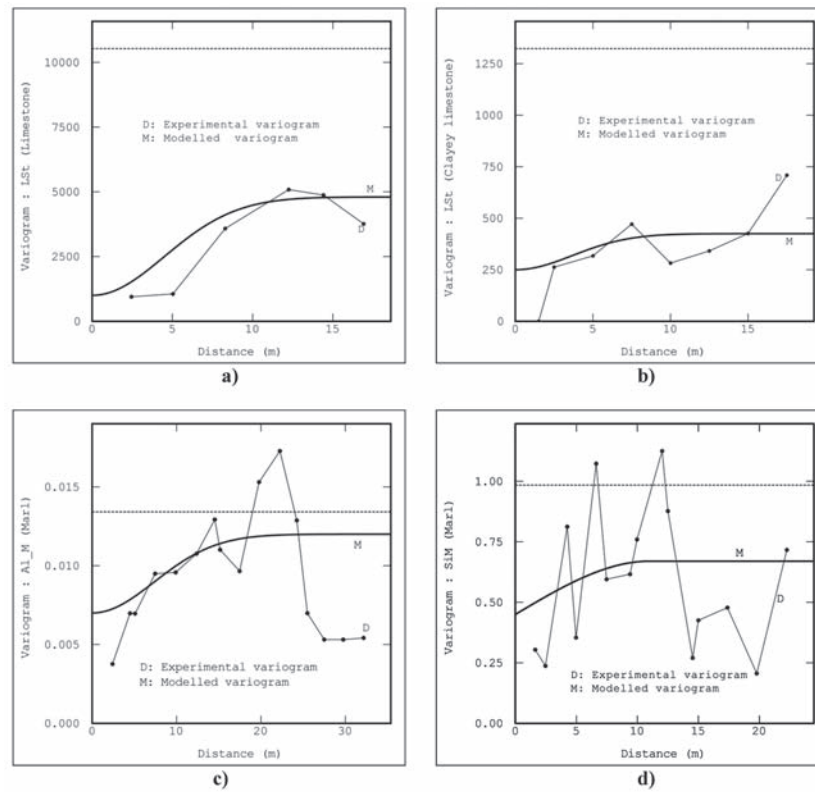 10000
7500
5000
2500
0
Variogram : LSt (Limestone)
D: Experimental variogram
M: Modelled  variogram
M
D
0 5 10 15
Distance (m)
a)
1250
1000
750
500
250
0
Variogram : LSt (Clayey limestone)
D: Experimental variogram
M: Modelled variogram
D
M
0 5 10 15
Distance (m)
b)
0.015
0.010
0.005
0.000
Variogram : Al_M (Marl)
M
D
D: Experimental variogram
M: Modelled variogram
0 10 20 30
Distance (m)
c)
1.00
0.75
0.50
0.25
0.00
Variogram : SiM (Marl)
M
D
D: Experimental variogram
M: Modelled variogram
0 5 10 15 20
Distance (m)
d)